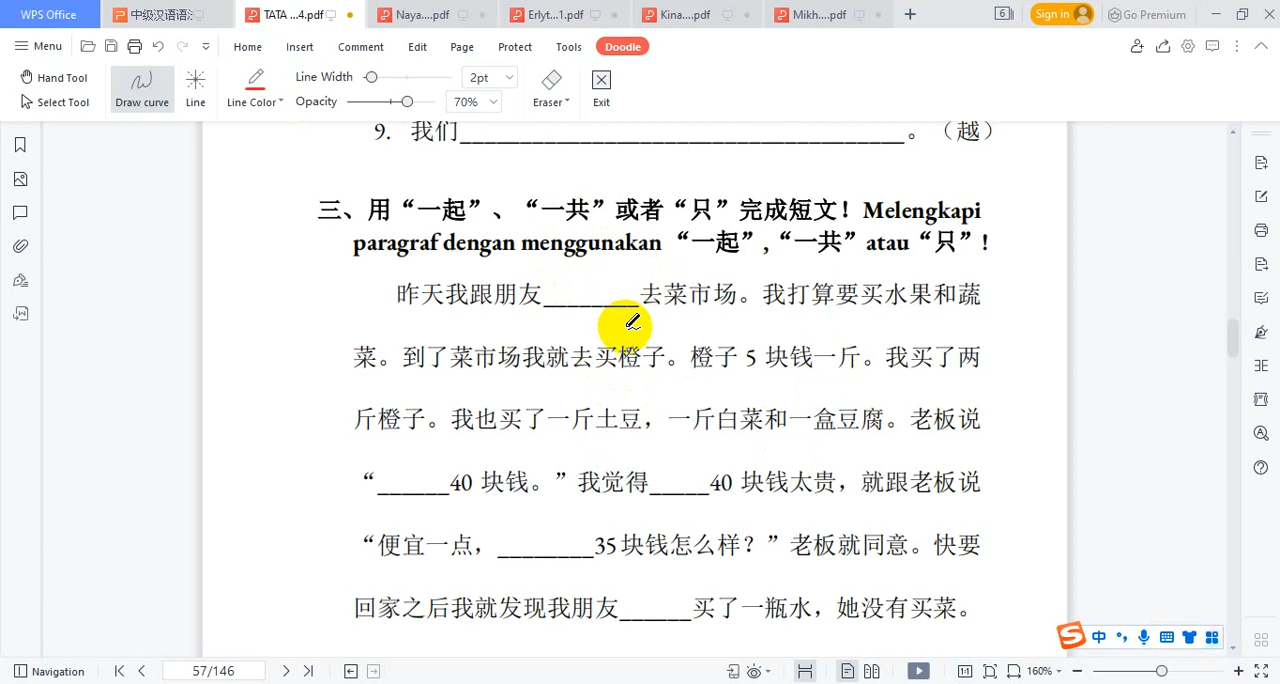 WPS Office
中级汉语语
TATA ...4.pdf
Naya....pdf
Erlyt...1.pdf
Kina....pdf
Mikh....pdf
6
Sign in
Go Premium
Menu
Home
Insert
Comment
Edit
Page
Protect
Tools
Doodle
Hand Tool
Select Tool
Draw curve
Line
Line Color
Line Width
2pt
Opacity
70%
Eraser
Exit
9. 我们_____________________________________。（越）
三、用“一起”、“一共”或者“只”完成短文！Melengkapi
paragraf dengan menggunakan “一起”,“一共” atau “只”!
昨天我跟朋友________去菜市场。我打算要买水果和蔬
菜。到了菜市场我就去买橙子。橙子 5 块钱一斤。我买了两
斤橙子。我也买了一斤土豆，一斤白菜和一盒豆腐。老板说
“______40 块钱。”我觉得_____40 块钱太贵，就跟老板说
“便宜一点，________35块钱怎么样？”老板就同意。快要
回家之后我就发现我朋友______买了一瓶水，她没有买菜。
中
Navigation
57/146
160%